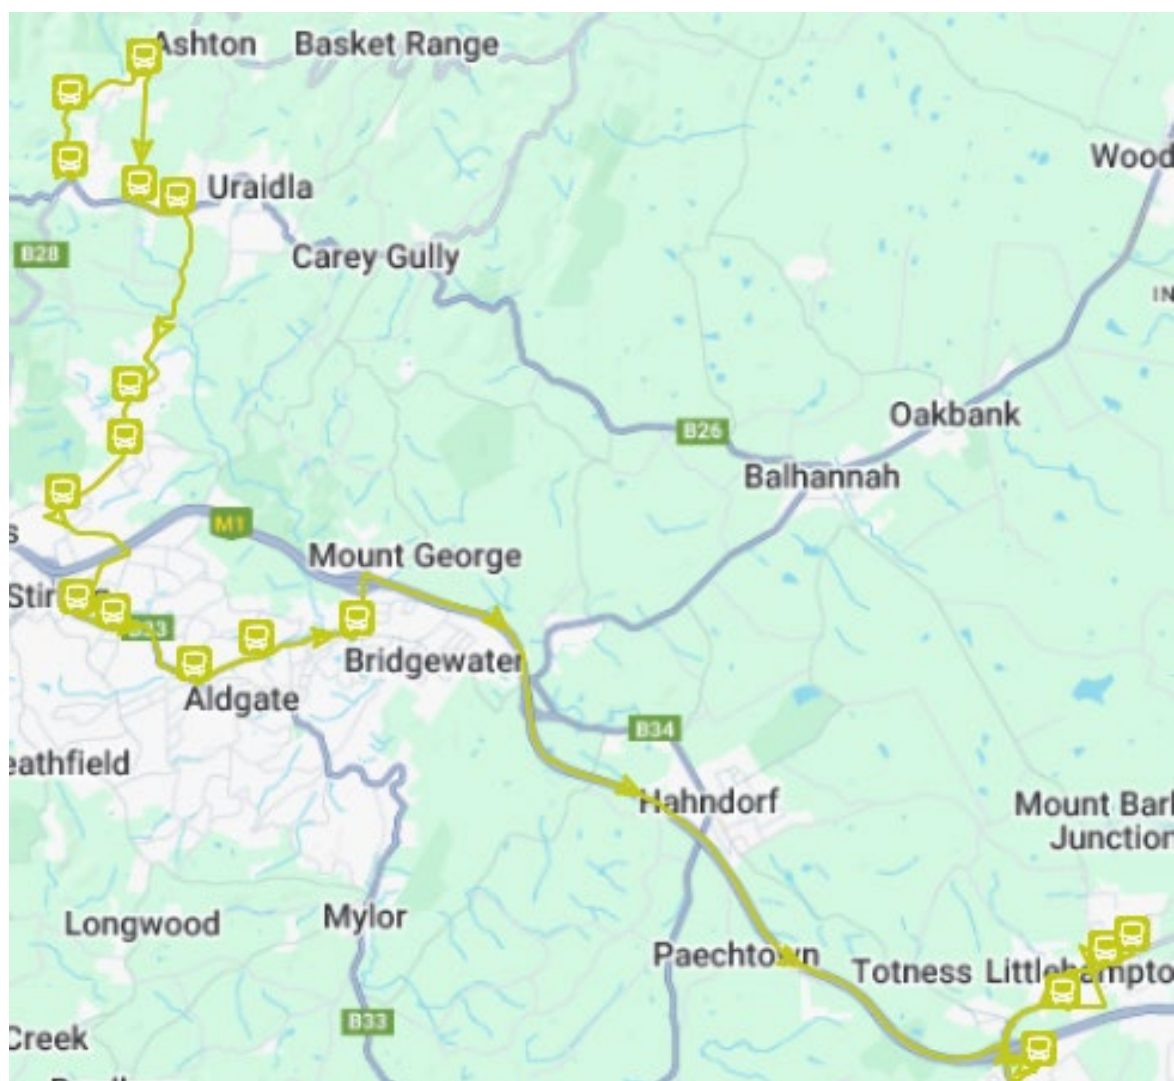 Ashton
Basket Range
Wood
Uraidla
B28
Carey Gully
IN
Oakbank
B26
Balhannah
s
M1
Mount George
Bridgewater
Aldgate
B34
eathfield
Hahndorf
Mount Bar
Junction
Longwood
Mylor
Paechtown
Totness
Littlehampto
B33
Creek